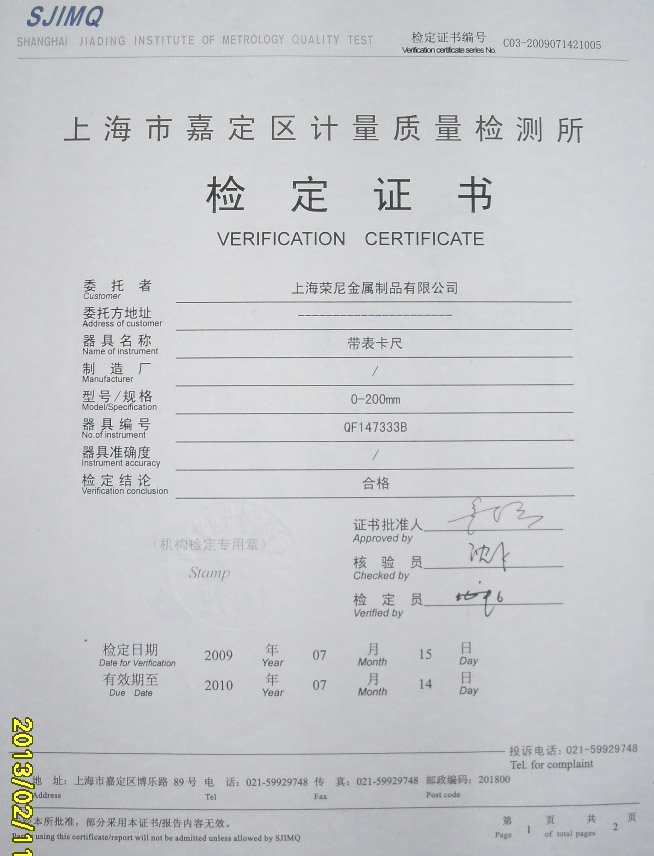 SJIMQ
SHANGHAI JIADING INSTITUTE OF METROLOGY QUALITY TEST
检定证书编号 C03-2009071421005
Verification certificate series No.
上海市嘉定区计量质量检测所
检定证书
VERIFICATION CERTIFICATE
委托者 上海荣尼金属制品有限公司
Customer
委托方地址 ----------------------
Address of customer
器具名称 带表卡尺
Name of instrument
制造厂 /
Manufacturer
型号/规格 0-200mm
Model/Specification
器具编号 QF147333B
No.of instrument
器具准确度 /
Instrument accuracy
检定结论 合格
Verification conclusion
(机构检定专用章)
Stamp
证书批准人
Approved by
核验员
Checked by
检定员
Verified by
检定日期 2009 年 07 月 15 日
Date for Verification Year Month Day
有效期至 2010 年 07 月 14 日
Due Date Year Month Day
投诉电话: 021-59929748
Tel. for complaint
地 址: 上海市嘉定区博乐路 89 号 电 话: 021-59929748 传 真: 021-59929748 邮政编码: 201800
Address Tel Fax Post code
本所批准, 部分采用本证书/报告内容无效。
using this certificate/report will not be admitted unless allowed by SJIMQ
第 1 页 共 2 页
Page of total pages
2013/02/1